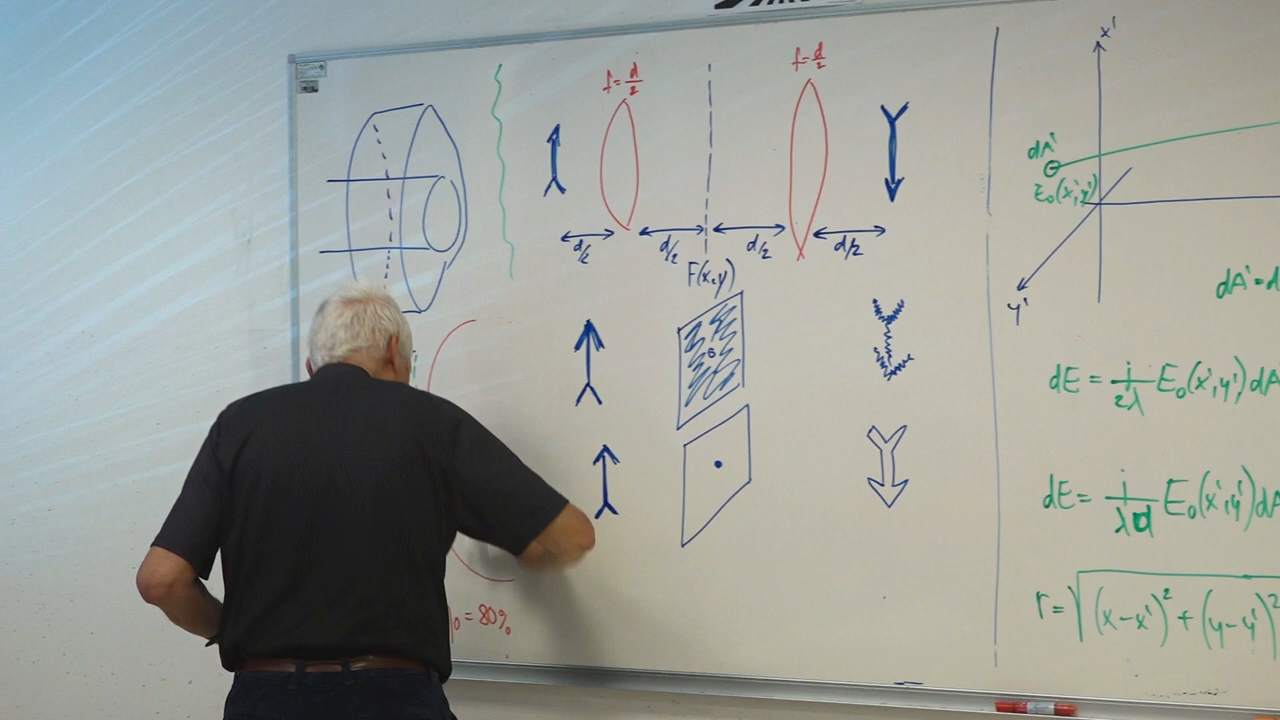 f=d/2
f=d/2
d/2
d/2
d/2
d/2
F(x,y)
=80%
x'
dA'
E₀(x',y')
y'
dA'=d
dE = j/2λ E₀(x',y')dA
dE = j/λd E₀(x',y')dA
r=√(x-x')²+(y-y')²